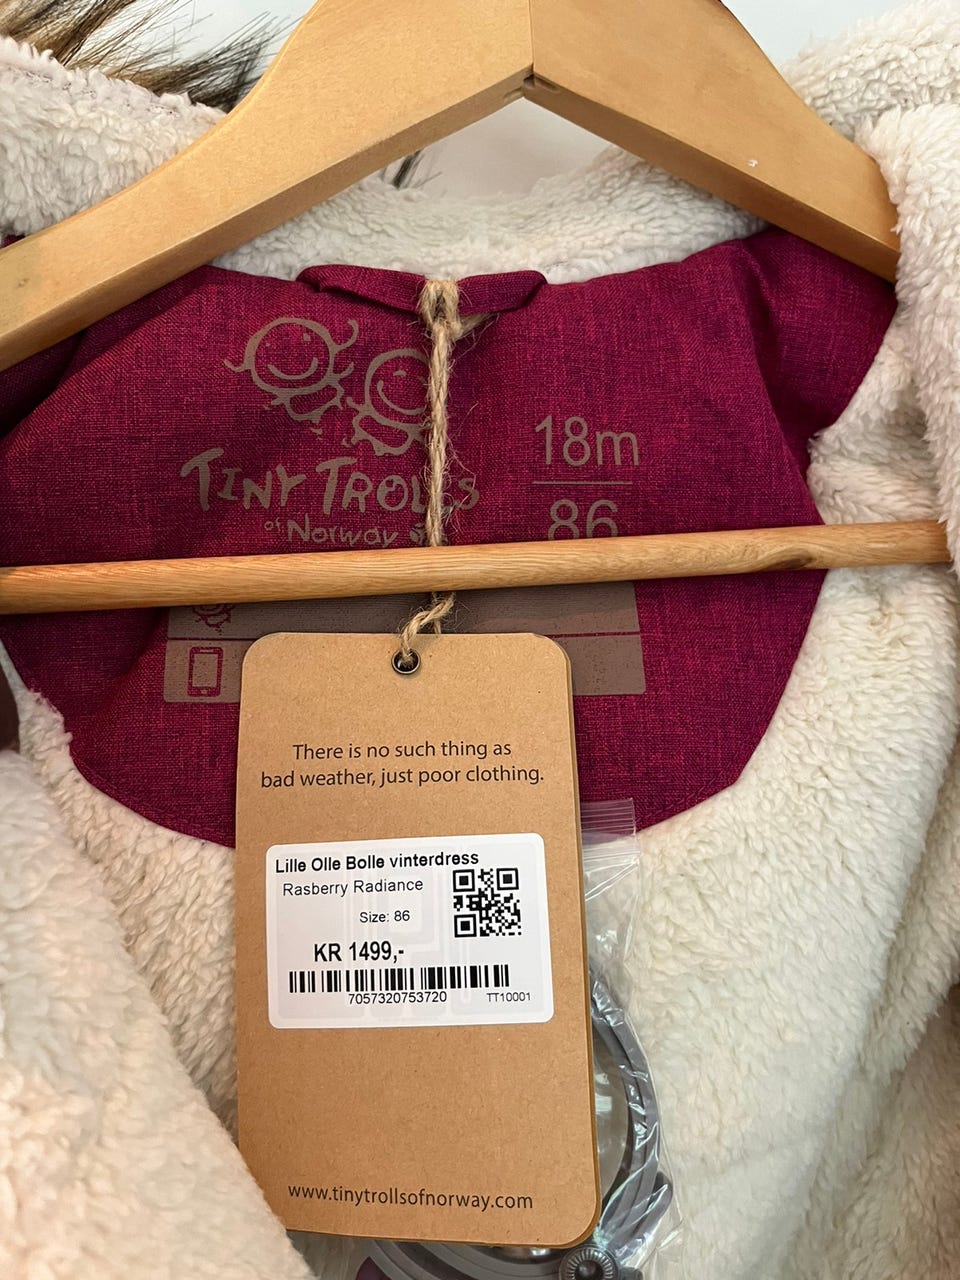 TINY TROLLS
of Norway
18m
86
There is no such thing as
bad weather, just poor clothing.
Lille Olle Bolle vinterdress
Rasberry Radiance
Size: 86
KR 1499,-
7057320753720
TT10001
www.tinytrollsofnorway.com